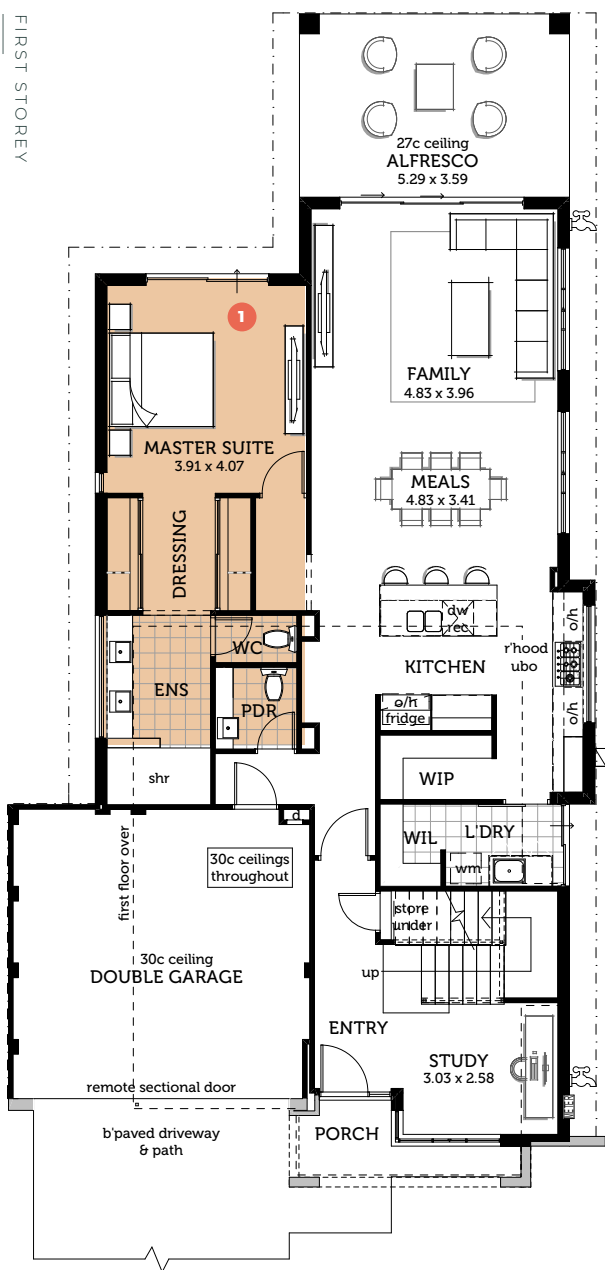 FIRST STOREY
27c ceiling
ALFRESCO
5.29 x 3.59
1
FAMILY
4.83 x 3.96
MASTER SUITE
3.91 x 4.07
MEALS
4.83 x 3.41
DRESSING
dw
rec
o/h
r'hood
ubo
o/h
WC
KITCHEN
ENS
PDR
o/h
fridge
shr
WIP
d
WIL
L'DRY
wm
30c ceilings
throughout
first floor over
store
under
30c ceiling
DOUBLE GARAGE
up
ENTRY
STUDY
3.03 x 2.58
remote sectional door
METER
b'paved driveway
& path
PORCH